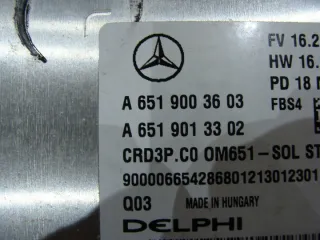 FV 16.2
HW 16.
PD 18
FBS4
A 651 900 36 03
A 651 901 33 02
CRD3P.C0 OM651-SOL ST
90000665428680121301230
Q03 MADE IN HUNGARY
DELPHI